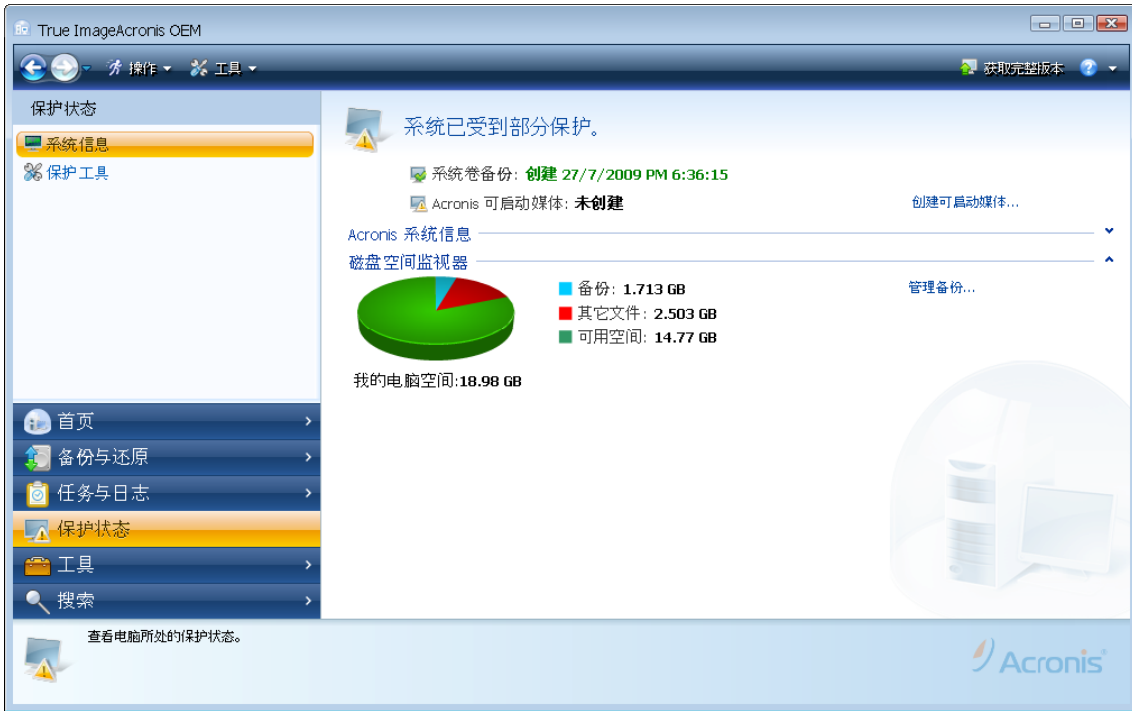 True ImageAcronis OEM
操作 工具 获取完整版本
保护状态
系统信息
保护工具
系统已受到部分保护。
系统卷备份: 创建 27/7/2009 PM 6:36:15
Acronis 可启动媒体: 未创建 创建可启动媒体...
Acronis 系统信息
磁盘空间监视器
备份: 1.713 GB 管理备份...
其它文件: 2.503 GB
可用空间: 14.77 GB
我的电脑空间:18.98 GB
首页
备份与还原
任务与日志
保护状态
工具
搜索
查看电脑所处的保护状态。
Acronis